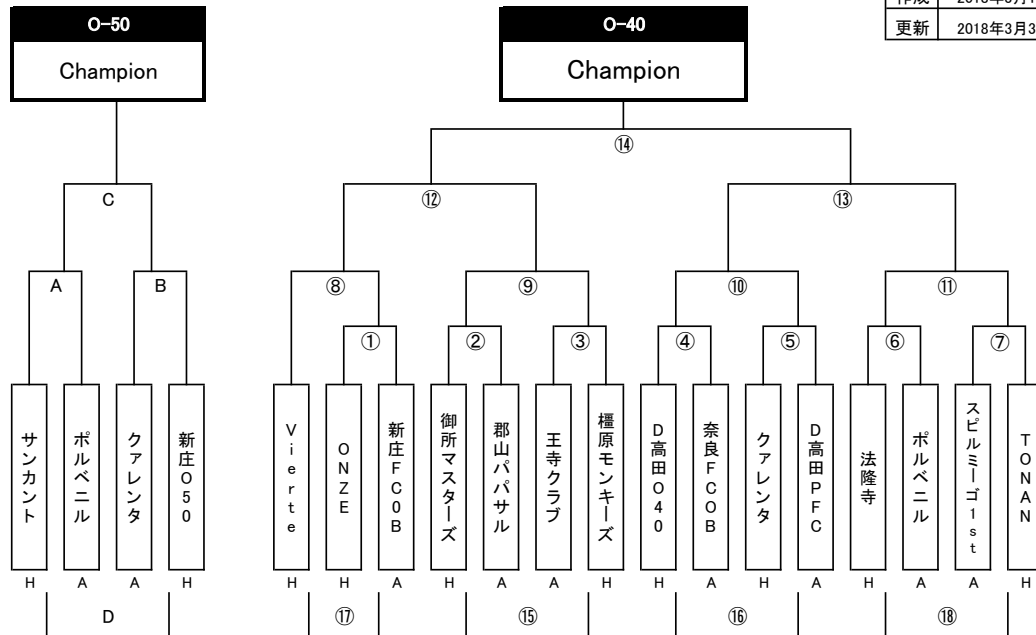 作成 2018年3月1
更新 2018年3月3
O-50
Champion
O-40
Champion
⑭
C
⑫
⑬
A
B
⑧
⑨
⑩
⑪
①
②
③
④
⑤
⑥
⑦
サンカント
ポルベニル
クァレンタ
新庄O50
Vierte
ONZE
新庄FCOB
御所マスターズ
郡山パパサル
王寺クラブ
橿原モンキーズ
D高田O40
奈良FCOB
クァレンタ
D高田PFC
法隆寺
ポルベニル
スピルミーゴ1st
TONAN
H A A H H H A H A A H H A H A H A A H
D
⑰
⑮
⑯
⑱